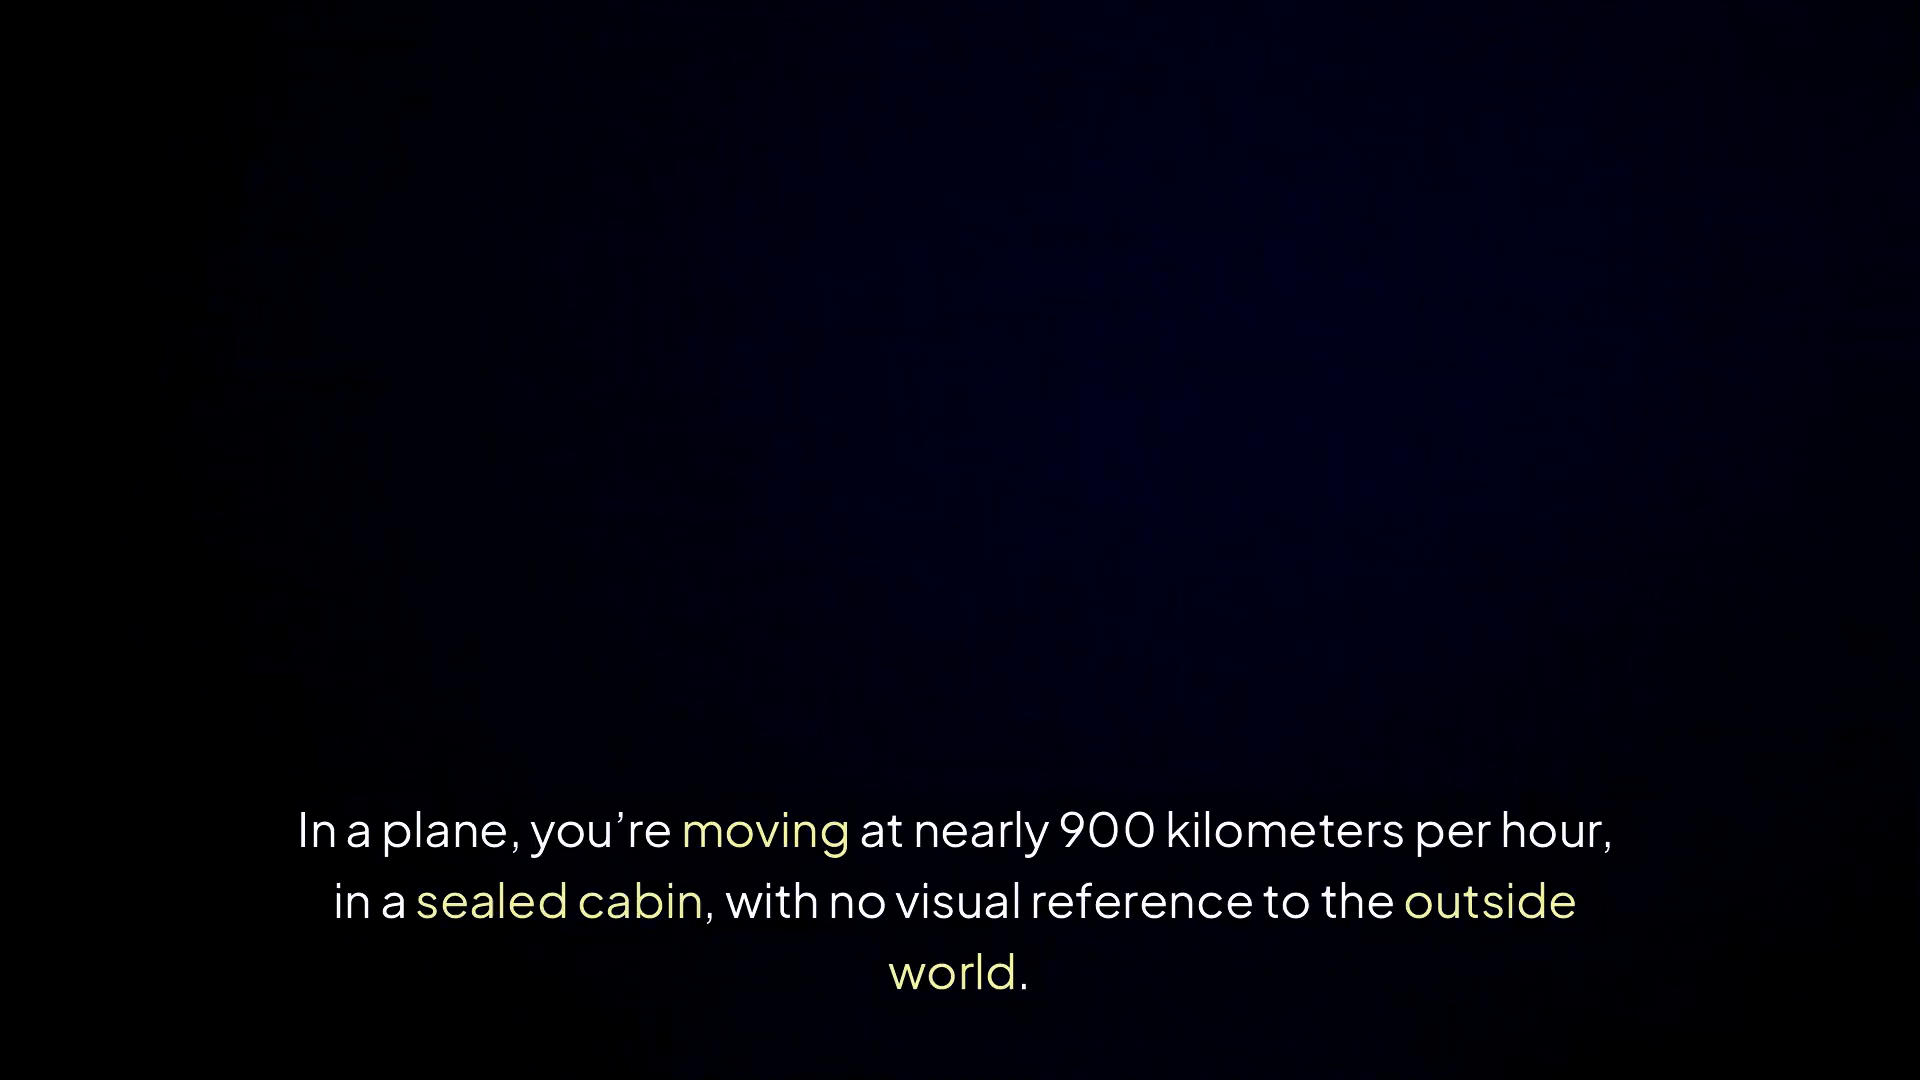 In a plane, you’re moving at nearly 900 kilometers per hour,
in a sealed cabin, with no visual reference to the outside
world.